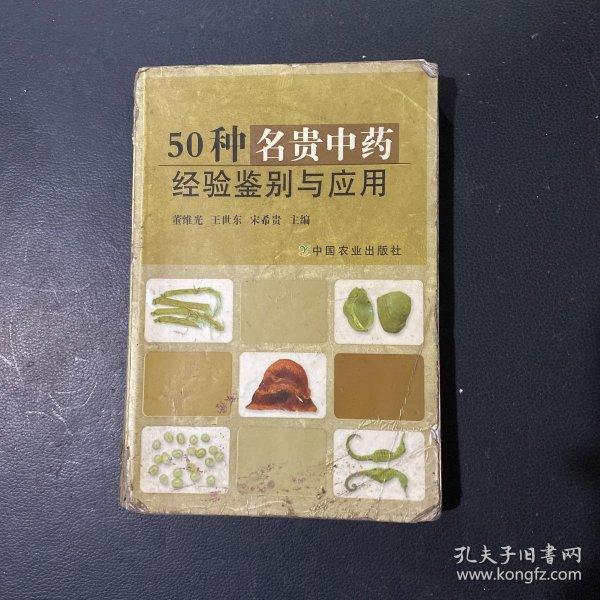 50种名贵中药
经验鉴别与应用
董维光 王世东 宋希贵 主编
中国农业出版社
孔夫子旧书网
www.kongfz.com